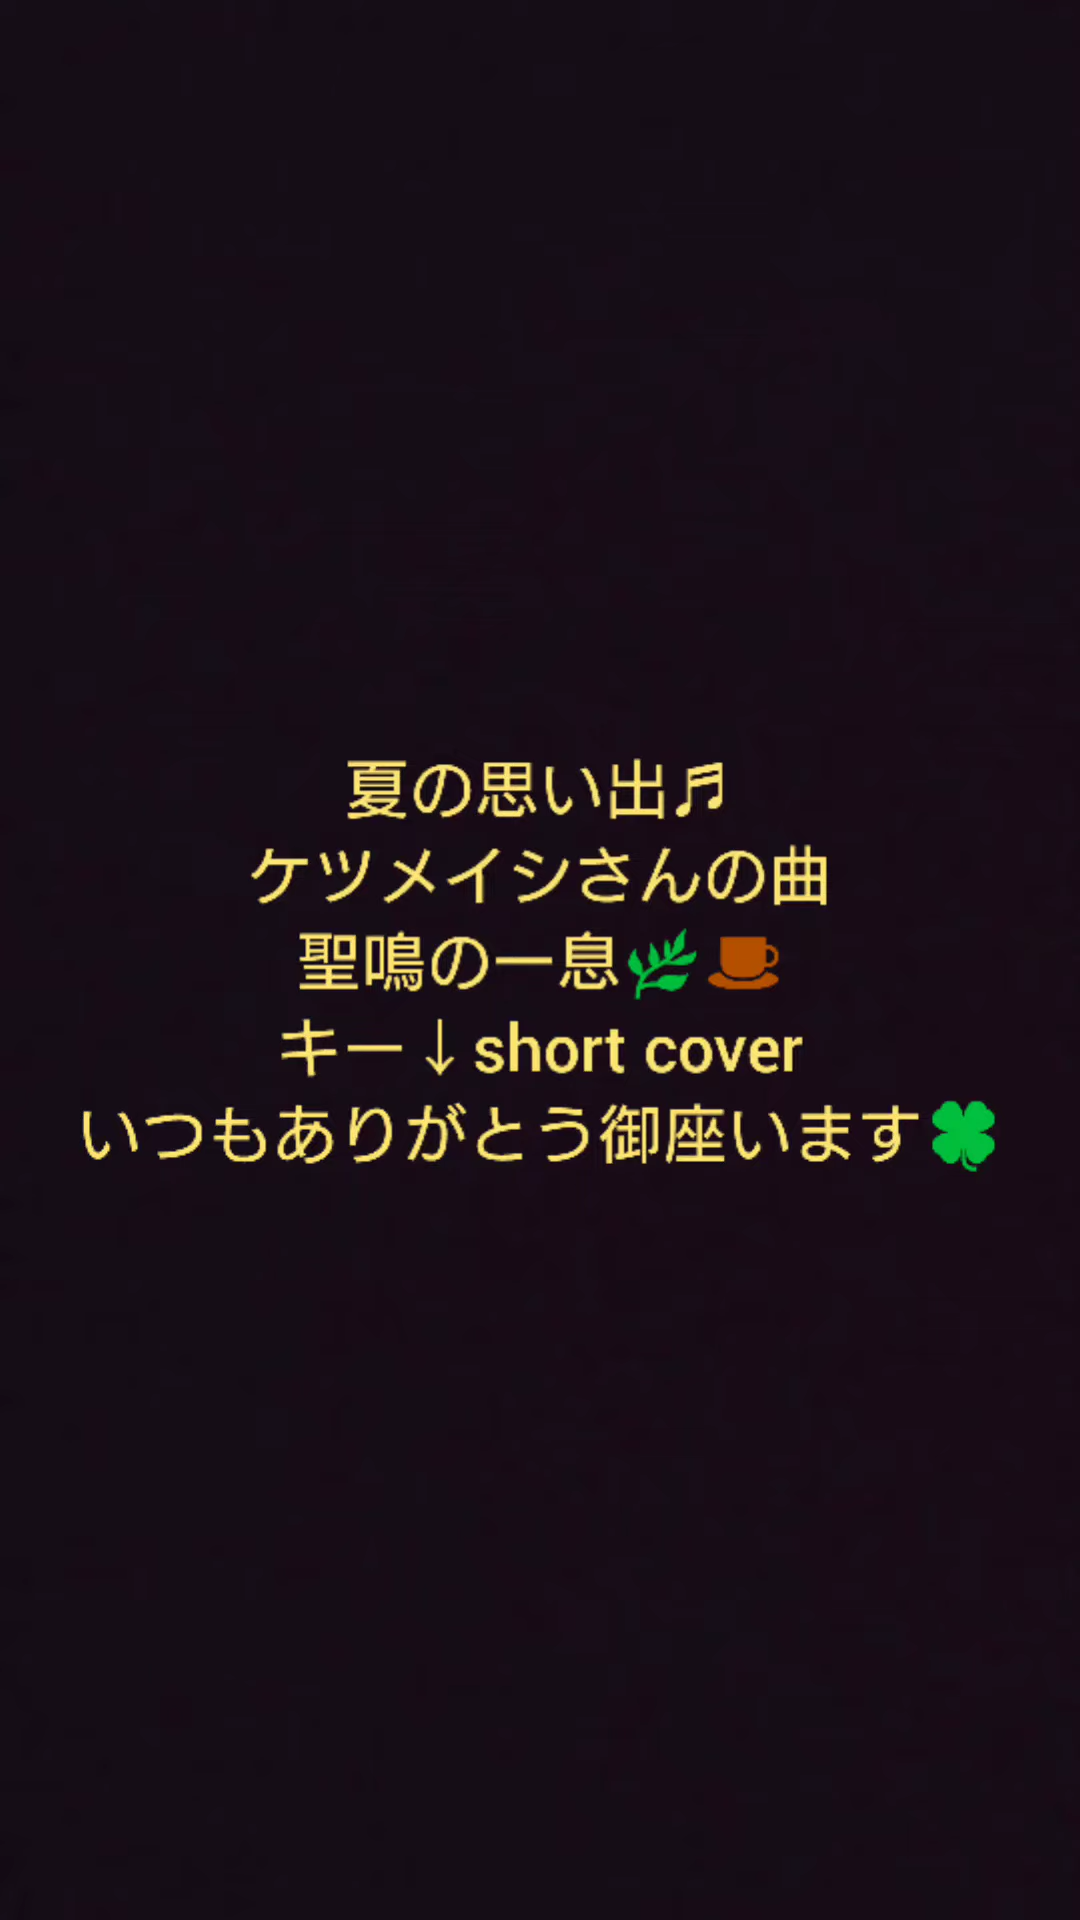 夏の思い出♬
ケツメイシさんの曲
聖鳴の一息🌿☕
キー↓short cover
いつもありがとう御座います🍀